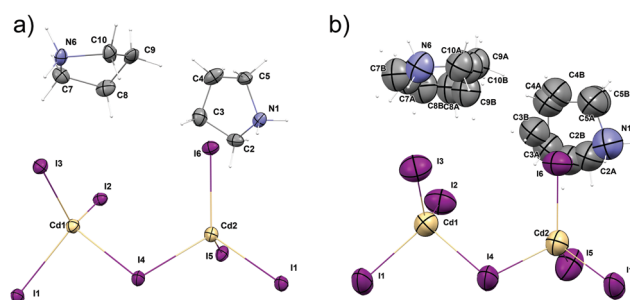 a)
N6
C10
C9
C7
C8
C4
C5
C3
N1
C2
I6
I3
I2
Cd1
Cd2
I4
I5
I1
I1
b)
N6
C10A
C9A
C7B
C10B
C7A
C8B
C8A
C9B
C4B
C4A
C5B
C5A
C3B
N1
C3A
C2B
C2A
I6
I3
I2
Cd1
Cd2
I4
I5
I1